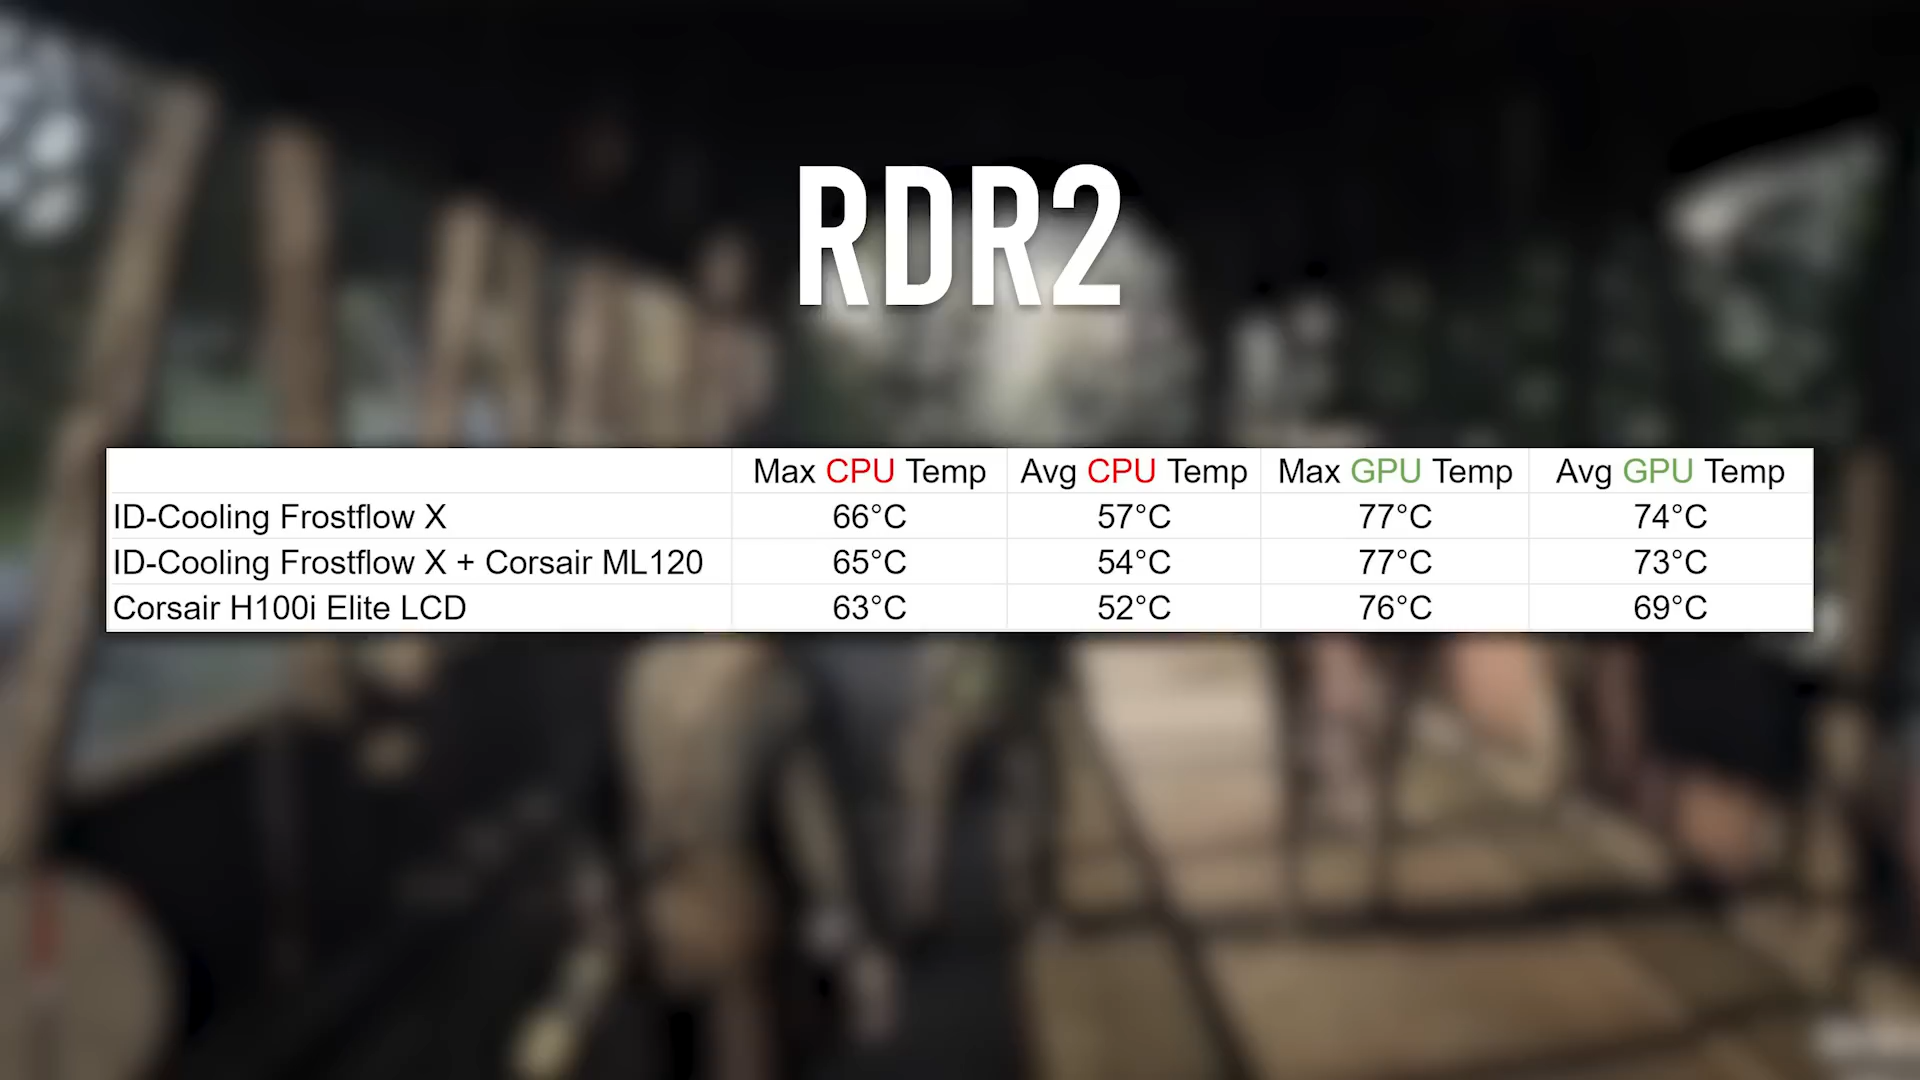 RDR2
Max CPU Temp Avg CPU Temp Max GPU Temp Avg GPU Temp
ID-Cooling Frostflow X 66°C 57°C 77°C 74°C
ID-Cooling Frostflow X + Corsair ML120 65°C 54°C 77°C 73°C
Corsair H100i Elite LCD 63°C 52°C 76°C 69°C